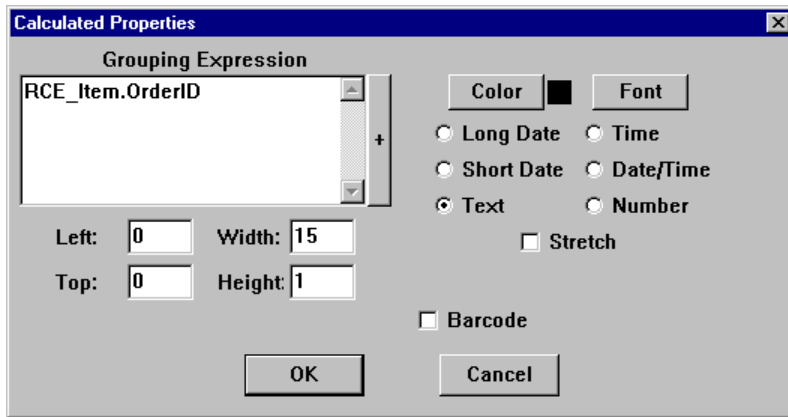 Calculated Properties
Grouping Expression
RCE_Item.OrderID
+
Color Font
Long Date Time
Short Date Date/Time
Text Number
Stretch
Left: 0 Width: 15
Top: 0 Height: 1
Barcode
OK Cancel